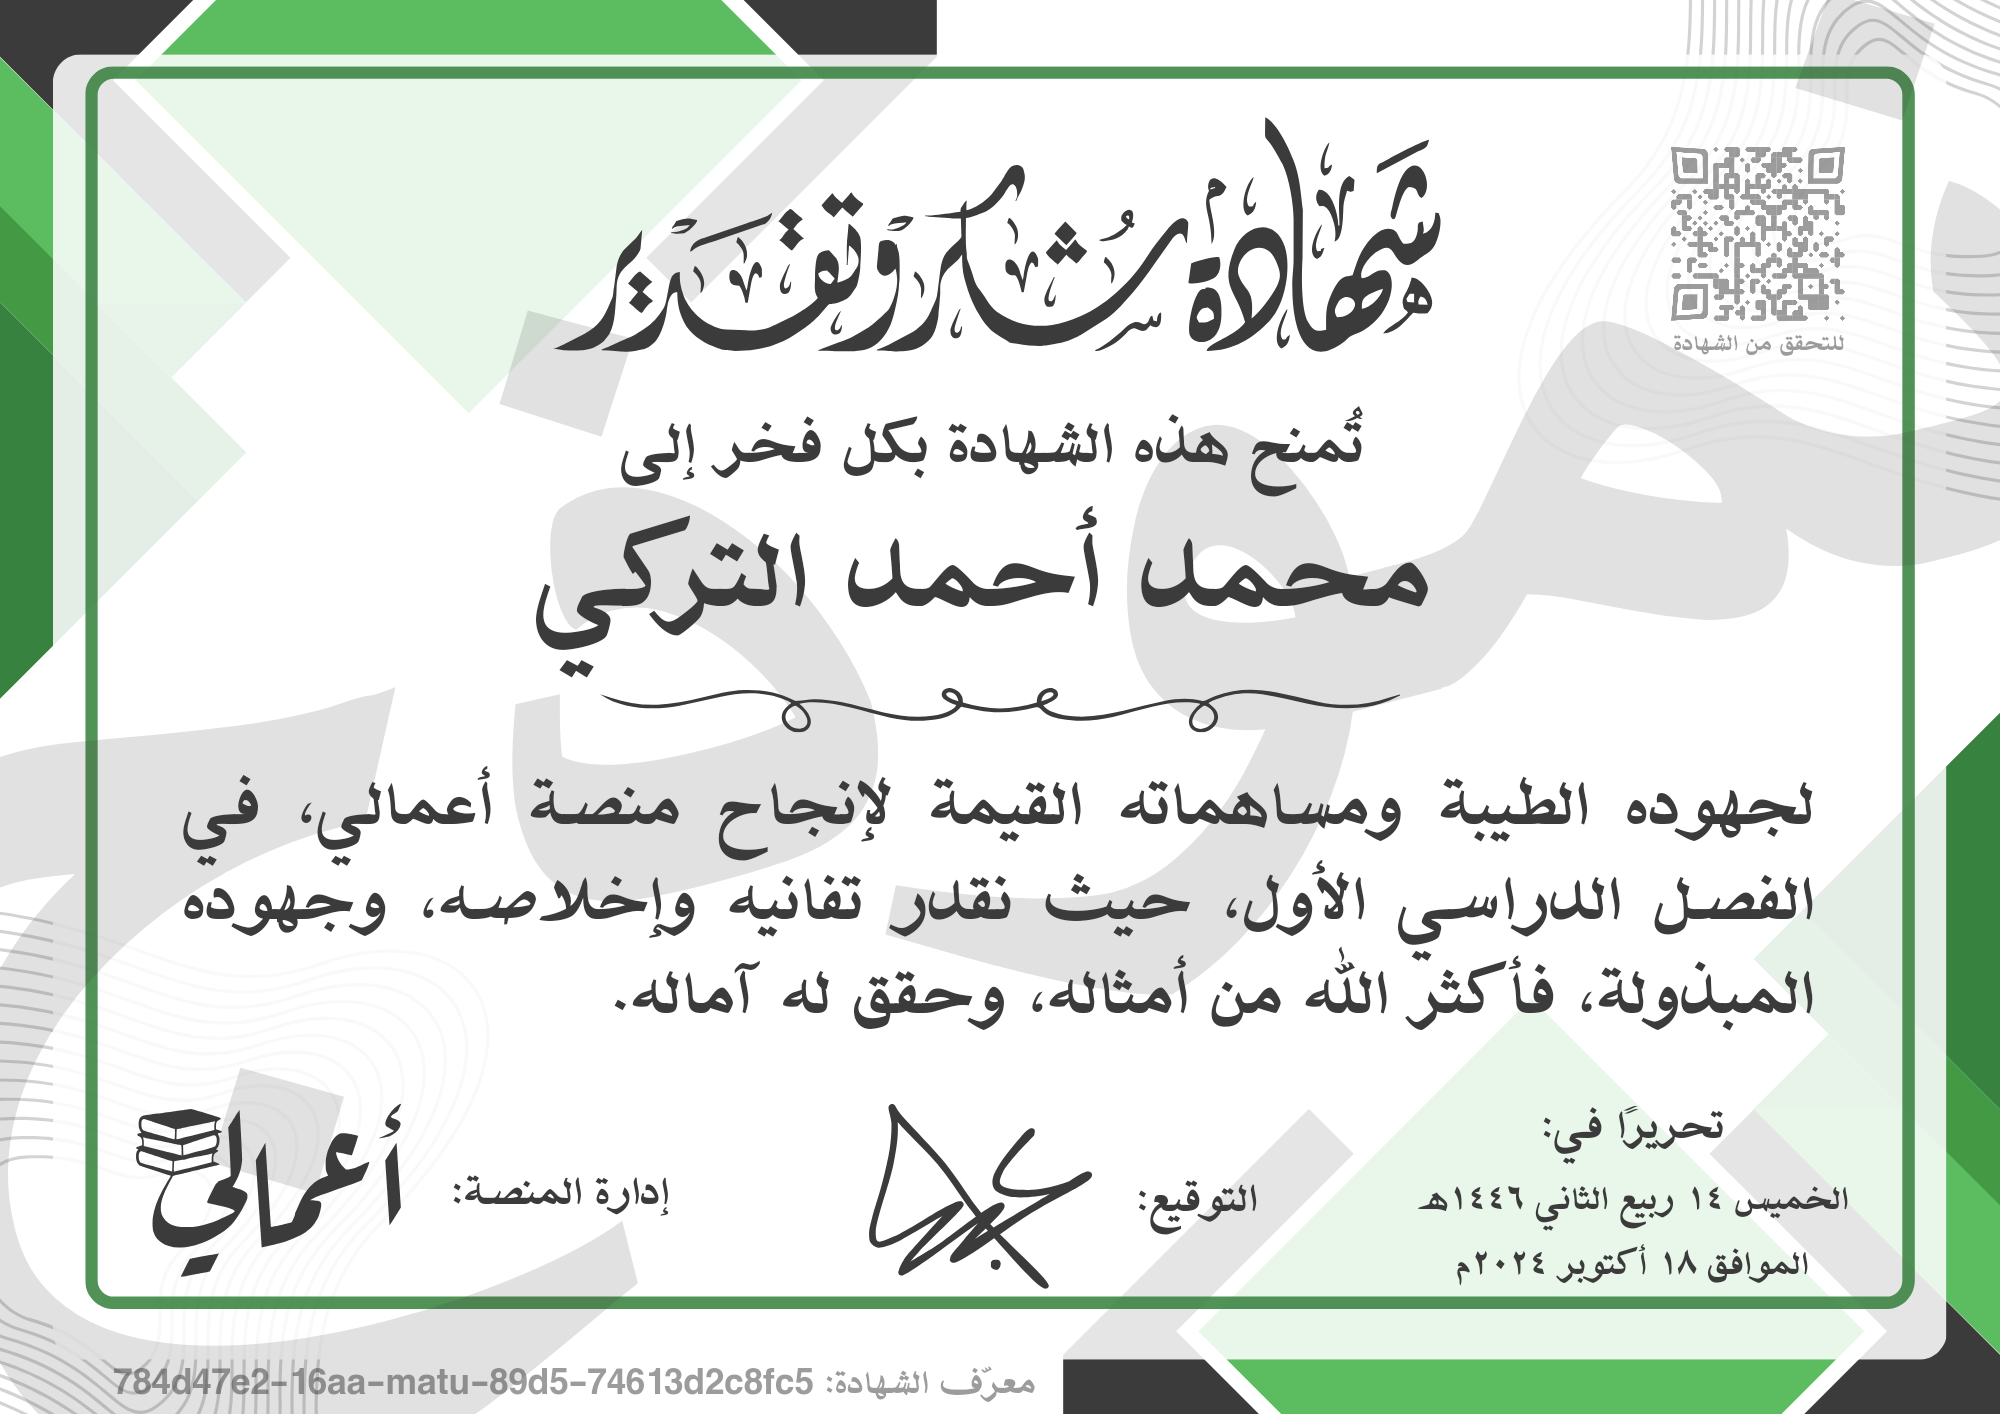 شهادة شكر وتقدير
للتحقق من الشهادة
تُمنح هذه الشهادة بكل فخر إلى
محمد أحمد التركي
لجهوده الطيبة ومساهماته القيمة لإنجاح منصة أعمالي، في
الفصل الدراسي الأول، حيث نقدر تفانيه وإخلاصه، وجهوده
المبذولة، فأكثر الله من أمثاله، وحقق له آماله.
تحريرًا في:
الخميس ١٤ ربيع الثاني ١٤٤٦هـ
الموافق ١٨ أكتوبر ٢٠٢٤م
التوقيع:
إدارة المنصة:
أعمالي
معرّف الشهادة: 784d47e2-16aa-matu-89d5-74613d2c8fc5
نموذج